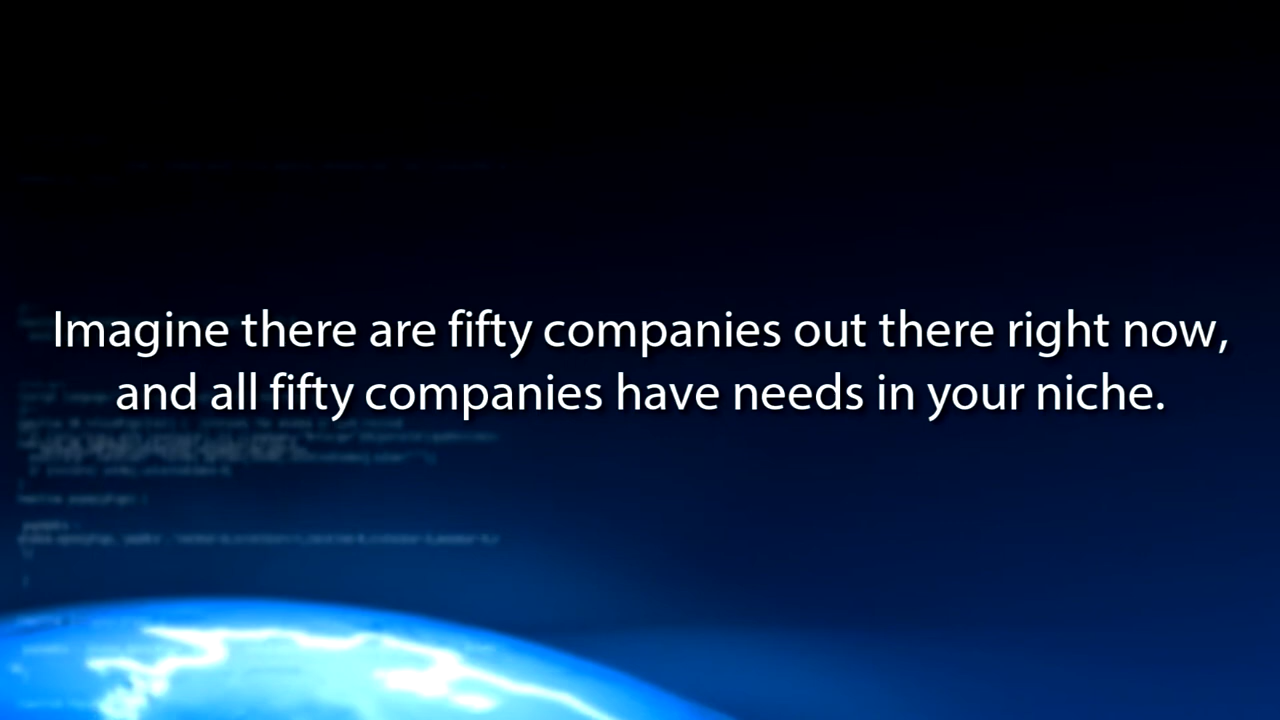 Imagine there are fifty companies out there right now,
and all fifty companies have needs in your niche.